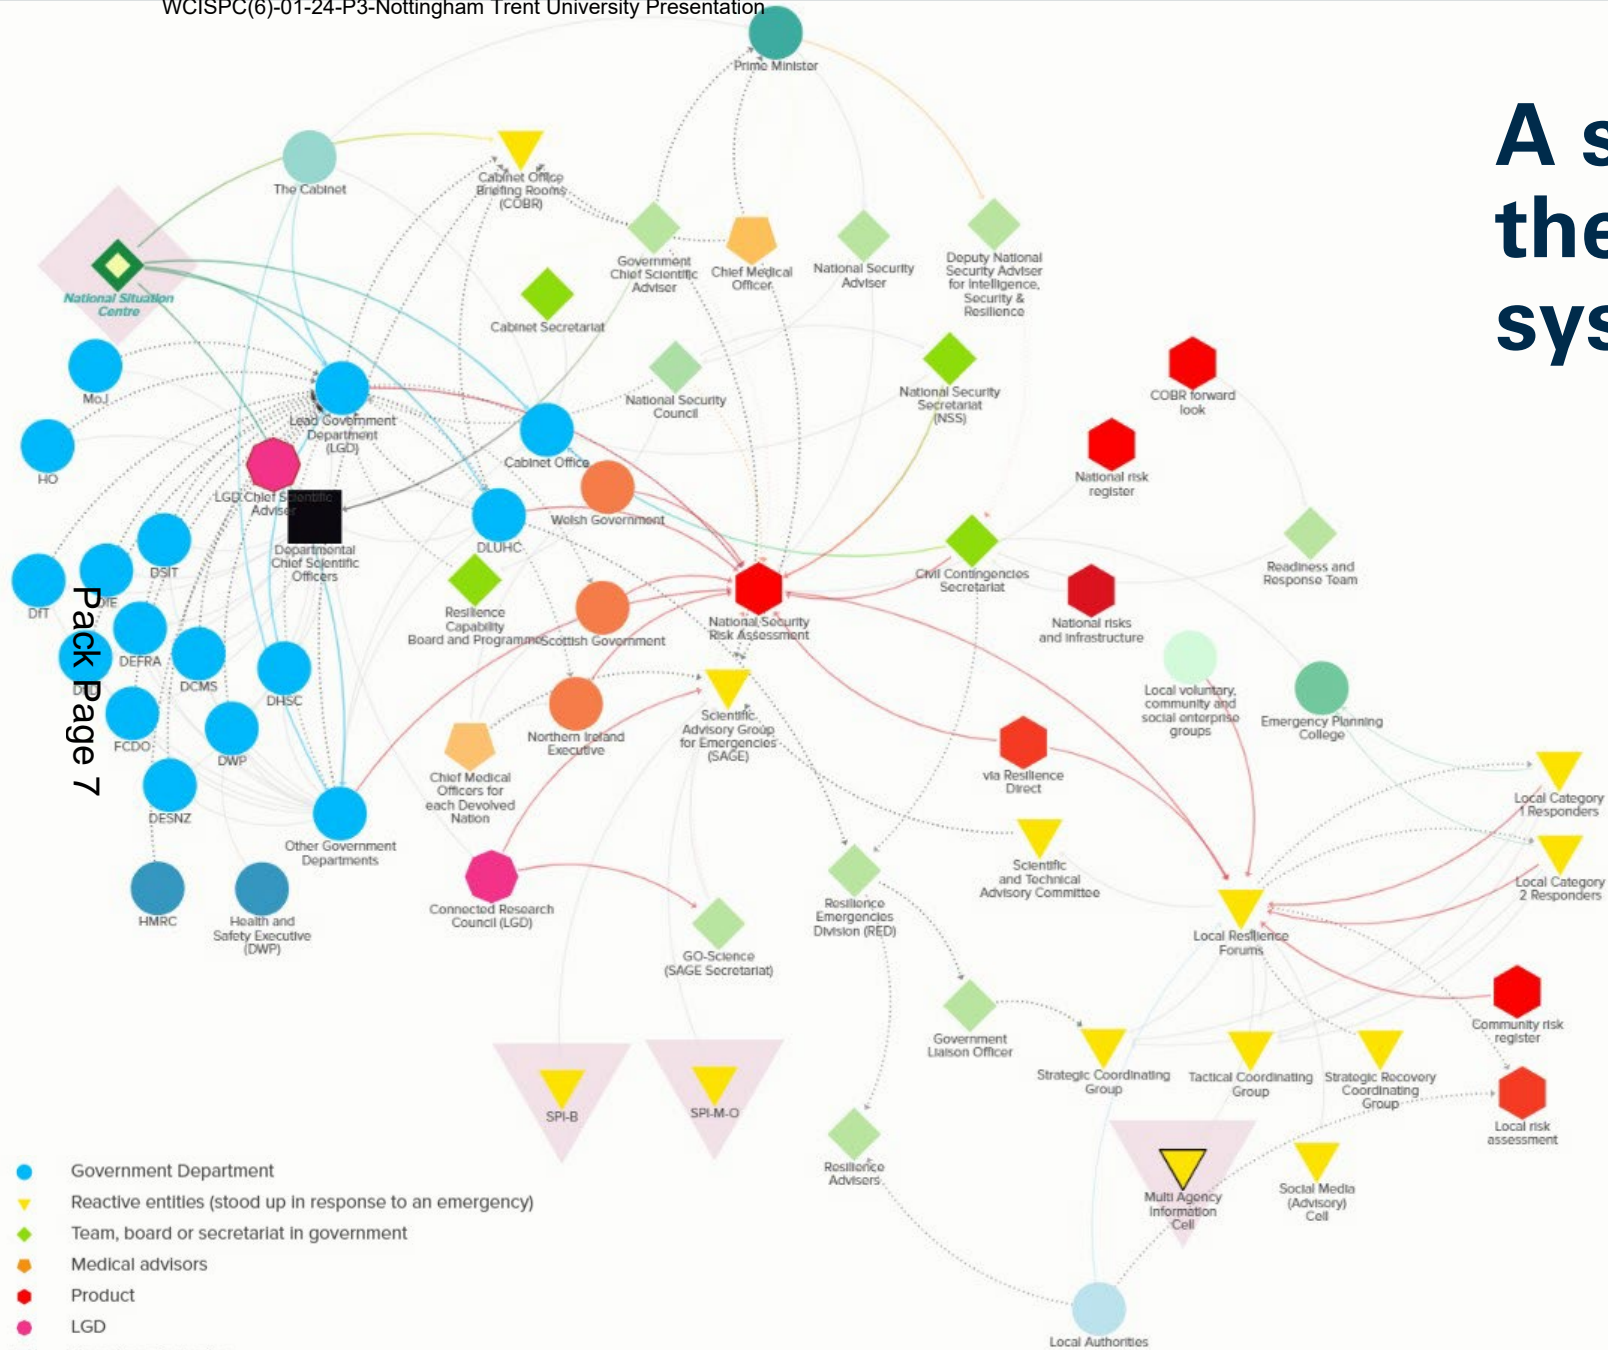 WCISPC(6)-01-24-P3-Nottingham Trent University Presentation
A s
the
sys
Prime Minister
The Cabinet
Cabinet Office
Briefing Rooms
(COBR)
Government
Chief Scientific
Adviser
Chief Medical
Officer
National Security
Adviser
Deputy National
Security Adviser
for Intelligence,
Security &
Resilience
National Situation
Centre
Cabinet Secretariat
MoJ
Lead Government
Department
(LGD)
National Security
Council
National Security
Secretariat
(NSS)
COBR forward
look
HO
Cabinet Office
National risk
register
LGD Chief Scientific
Adviser
Welsh Government
DLUHC
Departmental
Chief Scientific
Officers
DSIT
DfE
DfT
Civil Contingencies
Secretariat
Readiness and
Response Team
Resilience
Capability
Board and Programme
Scottish Government
National Security
Risk Assessment
National risks
and infrastructure
DEFRA
DCMS
DHSC
Local voluntary,
community and
social enterprise
groups
Emergency Planning
College
FCDO
DWP
Northern Ireland
Executive
Scientific
Advisory Group
for Emergencies
(SAGE)
Chief Medical
Officers for
each Devolved
Nation
via Resilience
Direct
Local Category
1 Responders
DESNZ
Other Government
Departments
Scientific
and Technical
Advisory Committee
Local Category
2 Responders
HMRC
Health and
Safety Executive
(DWP)
Connected Research
Council (LGD)
Resilience
Emergencies
Division (RED)
Local Resilience
Forums
GO-Science
(SAGE Secretariat)
Community risk
register
Government
Liaison Officer
Strategic Coordinating
Group
Tactical Coordinating
Group
Strategic Recovery
Coordinating
Group
SPI-B
SPI-M-O
Local risk
assessment
Resilience
Advisers
Multi Agency
Information
Cell
Social Media
(Advisory)
Cell
Local Authorities
Pack Page 7
Government Department
Reactive entities (stood up in response to an emergency)
Team, board or secretariat in government
Medical advisors
Product
LGD